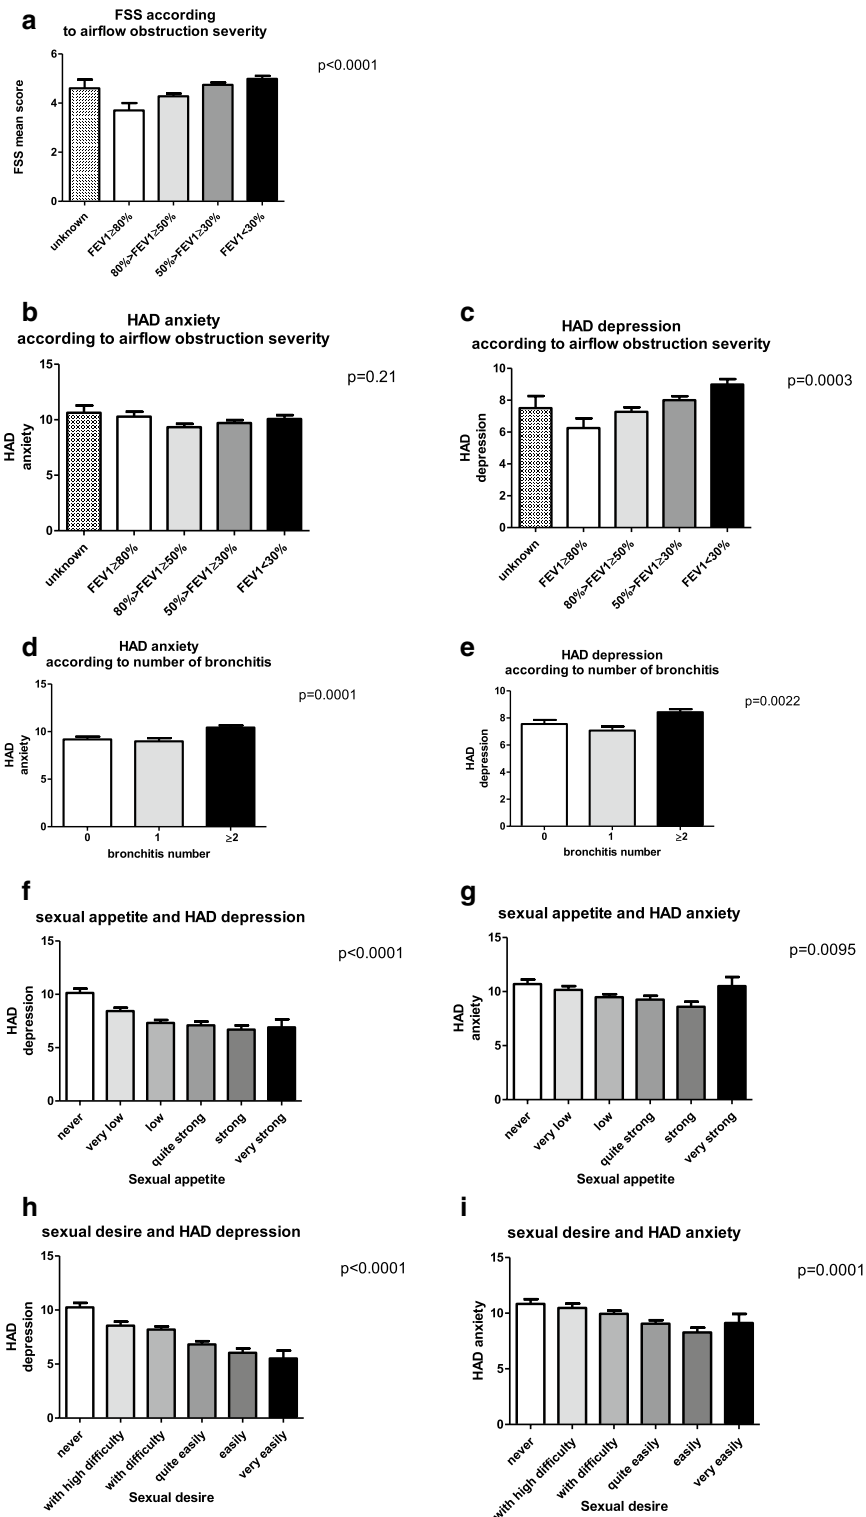 a
FSS according
to airflow obstruction severity
p<0.0001
FSS mean score
6
4
2
0
unknown
FEV1≥80%
80%>FEV1≥50%
50%>FEV1≥30%
FEV1<30%
b
HAD anxiety
according to airflow obstruction severity
p=0.21
HAD
anxiety
15
10
5
0
unknown
FEV1≥80%
80%>FEV1≥50%
50%>FEV1≥30%
FEV1<30%
c
HAD depression
according to airflow obstruction severity
p=0.0003
HAD
depression
10
8
6
4
2
0
unknown
FEV1≥80%
80%>FEV1≥50%
50%>FEV1≥30%
FEV1<30%
d
HAD anxiety
according to number of bronchitis
p=0.0001
HAD
anxiety
15
10
5
0
0
1
≥2
bronchitis number
e
HAD depression
according to number of bronchitis
p=0.0022
HAD
depression
10
8
6
4
2
0
0
1
≥2
bronchitis number
f
sexual appetite and HAD depression
p<0.0001
HAD
depression
15
10
5
0
never
very low
low
quite strong
strong
very strong
Sexual appetite
g
sexual appetite and HAD anxiety
p=0.0095
HAD
anxiety
15
10
5
0
never
very low
low
quite strong
strong
very strong
Sexual appetite
h
sexual desire and HAD depression
p<0.0001
HAD
depression
15
10
5
0
never
with high difficulty
with difficulty
quite easily
easily
very easily
Sexual desire
i
sexual desire and HAD anxiety
p=0.0001
HAD anxiety
15
10
5
0
never
with high difficulty
with difficulty
quite easily
easily
very easily
Sexual desire